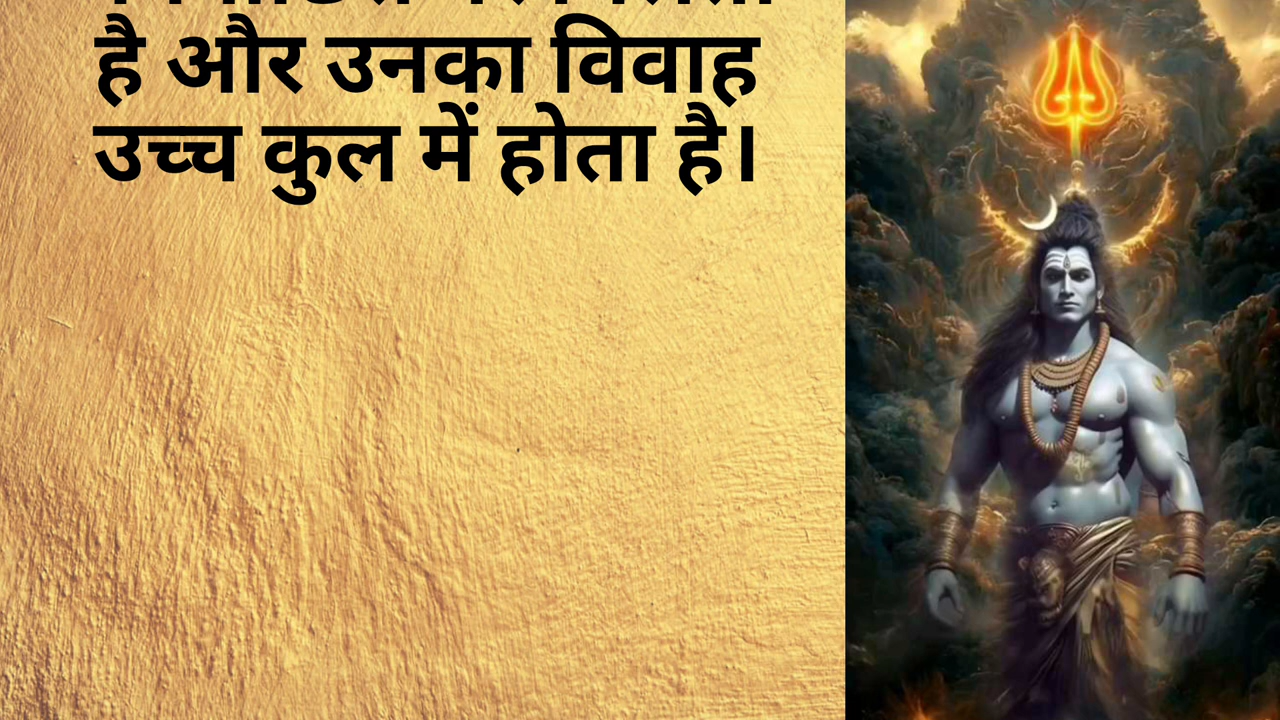 है और उनका विवाह
उच्च कुल में होता है।